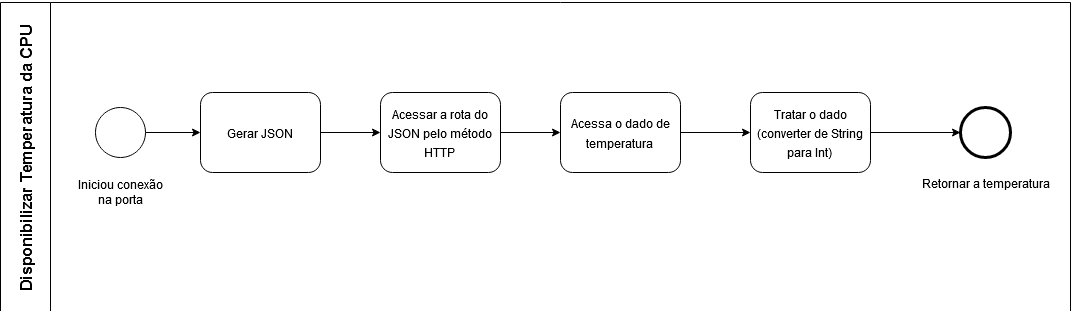 Disponibilizar Temperatura da CPU
Iniciou conexão
na porta
Gerar JSON
Acessar a rota do
JSON pelo método
HTTP
Acessa o dado de
temperatura
Tratar o dado
(converter de String
para Int)
Retornar a temperatura